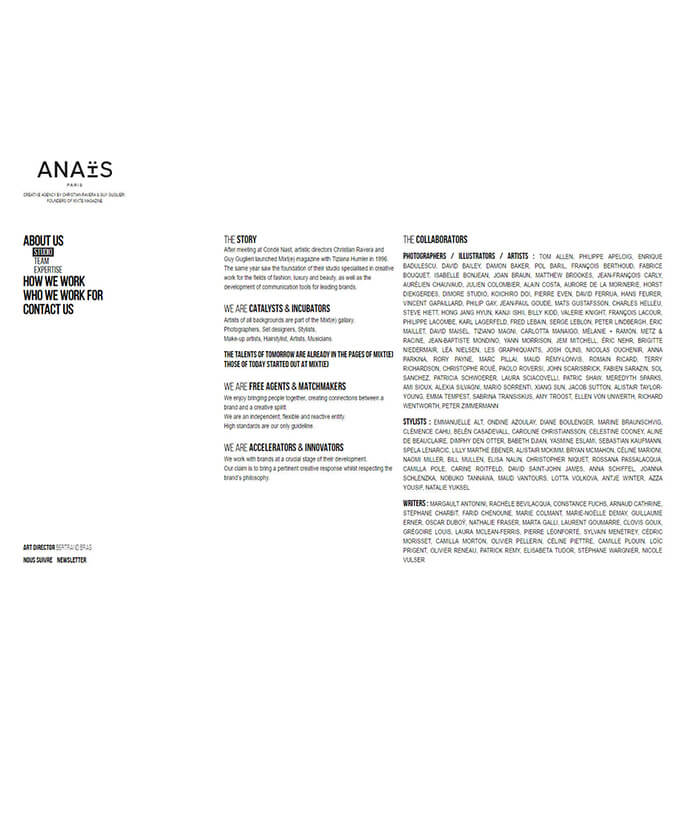 ANAÏS
PARIS
CREATIVE AGENCY BY CHRISTIAN RAVERA & GUY GUGLIERI
FOUNDERS OF MIXTE MAGAZINE
ABOUT US
STUDIO
TEAM
EXPERTISE
HOW WE WORK
WHO WE WORK FOR
CONTACT US
ART DIRECTOR BERTRAND BRAS
NOUS SUIVRE NEWSLETTER
THE STORY
After meeting at Condé Nast, artistic directors Christian Ravera and
Guy Guglieri launched Mixt(e) magazine with Tiziana Humler in 1996.
The same year saw the foundation of their studio specialised in creative
work for the fields of fashion, luxury and beauty, as well as the
development of communication tools for leading brands.
WE ARE CATALYSTS & INCUBATORS
Artists of all backgrounds are part of the Mixt(e) galaxy.
Photographers, Set designers, Stylists,
Make-up artists, Hairstylist, Artists, Musicians.
THE TALENTS OF TOMORROW ARE ALREADY IN THE PAGES OF MIXT(E)
THOSE OF TODAY STARTED OUT AT MIXT(E)
WE ARE FREE AGENTS & MATCHMAKERS
We enjoy bringing people together, creating connections between a
brand and a creative spirit.
We are an independent, flexible and reactive entity.
High standards are our only guideline.
WE ARE ACCELERATORS & INNOVATORS
We work with brands at a crucial stage of their development.
Our claim is to bring a pertinent creative response whilst respecting the
brand's philosophy.
THE COLLABORATORS
PHOTOGRAPHERS / ILLUSTRATORS / ARTISTS : TOM ALLEN, PHILIPPE APELOIG, ENRIQUE
BADULESCU, DAVID BAILEY, DAMON BAKER, POL BARIL, FRANÇOIS BERTHOUD, FABRICE
BOUQUET, ISABELLE BONJEAN, JOAN BRAUN, MATTHEW BROOKES, JEAN-FRANÇOIS CARLY,
AURÉLIEN CHAUVAUD, JULIEN COLOMBIER, ALAIN COSTA, AURORE DE LA MORINERIE, HORST
DIEKGERDES, DIMORE STUDIO, KOICHIRO DOI, PIERRE EVEN, DAVID FERRUA, HANS FEURER,
VINCENT GAPAILLARD, PHILIP GAY, JEAN-PAUL GOUDE, MATS GUSTAFSSON, CHARLES HELLEU,
STEVE HIETT, HONG JANG HYUN, KANJI ISHII, BILLY KIDD, VALERIE KNIGHT, FRANÇOIS LACOUR,
PHILIPPE LACOMBE, KARL LAGERFELD, FRED LEBAIN, SERGE LEBLON, PETER LINDBERGH, ÉRIC
MAILLET, DAVID MAISEL, TIZIANO MAGNI, CARLOTTA MANAIGO, MÉLANIE + RAMON, METZ &
RACINE, JEAN-BAPTISTE MONDINO, YANN MORRISON, JEM MITCHELL, ÉRIC NEHR, BRIGITTE
NIEDERMAIR, LÉA NIELSEN, LES GRAPHIQUANTS, JOSH OLINS, NICOLAS OUCHENIR, ANNA
PARKINA, RORY PAYNE, MARC PILLAI, MAUD RÉMY-LONVIS, ROMAIN RICARD, TERRY
RICHARDSON, CHRISTOPHE ROUÉ, PAOLO ROVERSI, JOHN SCARISBRICK, FABIEN SARAZIN, SOL
SANCHEZ, PATRICIA SCHWOERER, LAURA SCIACOVELLI, PATRIC SHAW, MEREDYTH SPARKS,
AMI SIOUX, ALEXIA SILVAGNI, MARIO SORRENTI, XIANG SUN, JACOB SUTTON, ALISTAIR TAYLOR-
YOUNG, EMMA TEMPEST, SABRINA TRANSISKUS, AMY TROOST, ELLEN VON UNWERTH, RICHARD
WENTWORTH, PETER ZIMMERMANN
STYLISTS : EMMANUELLE ALT, ONDINE AZOULAY, DIANE BOULENGER, MARINE BRAUNSCHVIG,
CLÉMENCE CAHU, BELÉN CASADEVALL, CAROLINE CHRISTIANSSON, CÉLESTINE COONEY, ALINE
DE BEAUCLAIRE, DIMPHY DEN OTTER, BABETH DJIAN, YASMINE ESLAMI, SEBASTIAN KAUFMANN,
SPELA LENARCIC, LILLY MARTHE EBENER, ALISTAIR MCKIMM, BRYAN MCMAHON, CÉLINE MARIONI,
NAOMI MILLER, BILL MULLEN, ELISA NALIN, CHRISTOPHER NIQUET, ROSSANA PASSALACQUA,
CAMILLA POLE, CARINE ROITFELD, DAVID SAINT-JOHN JAMES, ANNA SCHIFFEL, JOANNA
SCHLENZKA, NOBUKO TANNAWA, MAUD VANTOURS, LOTTA VOLKOVA, ANTJE WINTER, AZZA
YOUSIF, NATALIE YUKSEL
WRITERS : MARGAULT ANTONINI, RACHÈLE BEVILACQUA, CONSTANCE FUCHS, ARNAUD CATHRINE,
STÉPHANE CHARBIT, FARID CHENOUNE, MARIE COLMANT, MARIE-NOËLLE DEMAY, GUILLAUME
ERNER, OSCAR DUBOŸ, NATHALIE FRASER, MARTA GALLI, LAURENT GOUMARRE, CLOVIS GOUX,
GRÉGOIRE LOUIS, LAURA MCLEAN-FERRIS, PIERRE LÉONFORTÉ, SYLVAIN MENÉTREY, CÉDRIC
MORISSET, CAMILLA MORTON, OLIVIER PELLERIN, CÉLINE PIETTRE, CAMILLE PLOUIN, LOÏC
PRIGENT, OLIVIER RENEAU, PATRICK REMY, ELISABETA TUDOR, STÉPHANE WARGNIER, NICOLE
VULSER